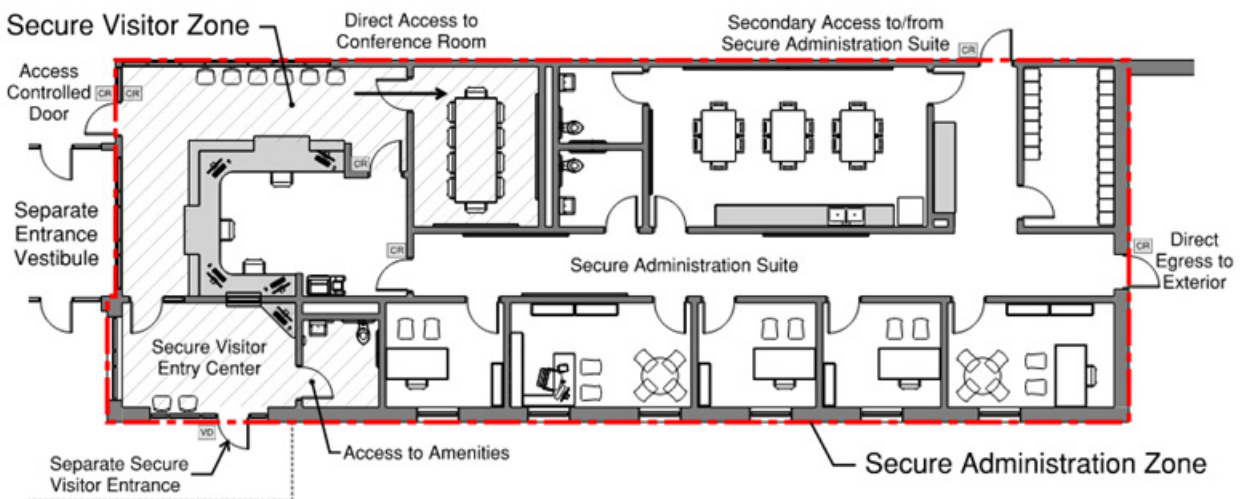 Secure Visitor Zone
Direct Access to
Conference Room
Secondary Access to/from
Secure Administration Suite
CR
Access
Controlled
Door
CR CR
CR
Separate
Entrance
Vestibule
CR
Secure Administration Suite
CR
Direct
Egress to
Exterior
Secure Visitor
Entry Center
VD
Separate Secure
Visitor Entrance
Access to Amenities
Secure Administration Zone